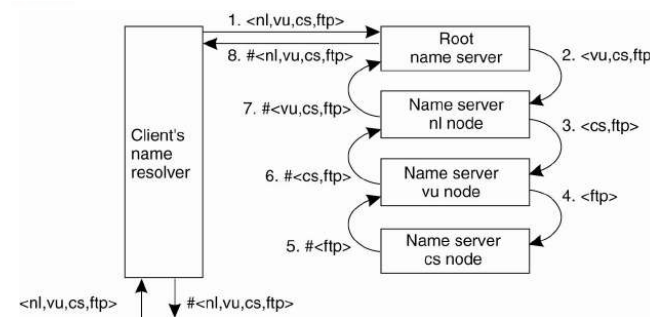 1. <nl,vu,cs,ftp>
8. #<nl,vu,cs,ftp>
Root
name server
2. <vu,cs,ftp
7. #<vu,cs,ftp>
Name server
nl node
3. <cs,ftp>
Client's
name
resolver
6. #<cs,ftp>
Name server
vu node
4. <ftp>
5. #<ftp>
Name server
cs node
<nl,vu,cs,ftp>
#<nl,vu,cs,ftp>